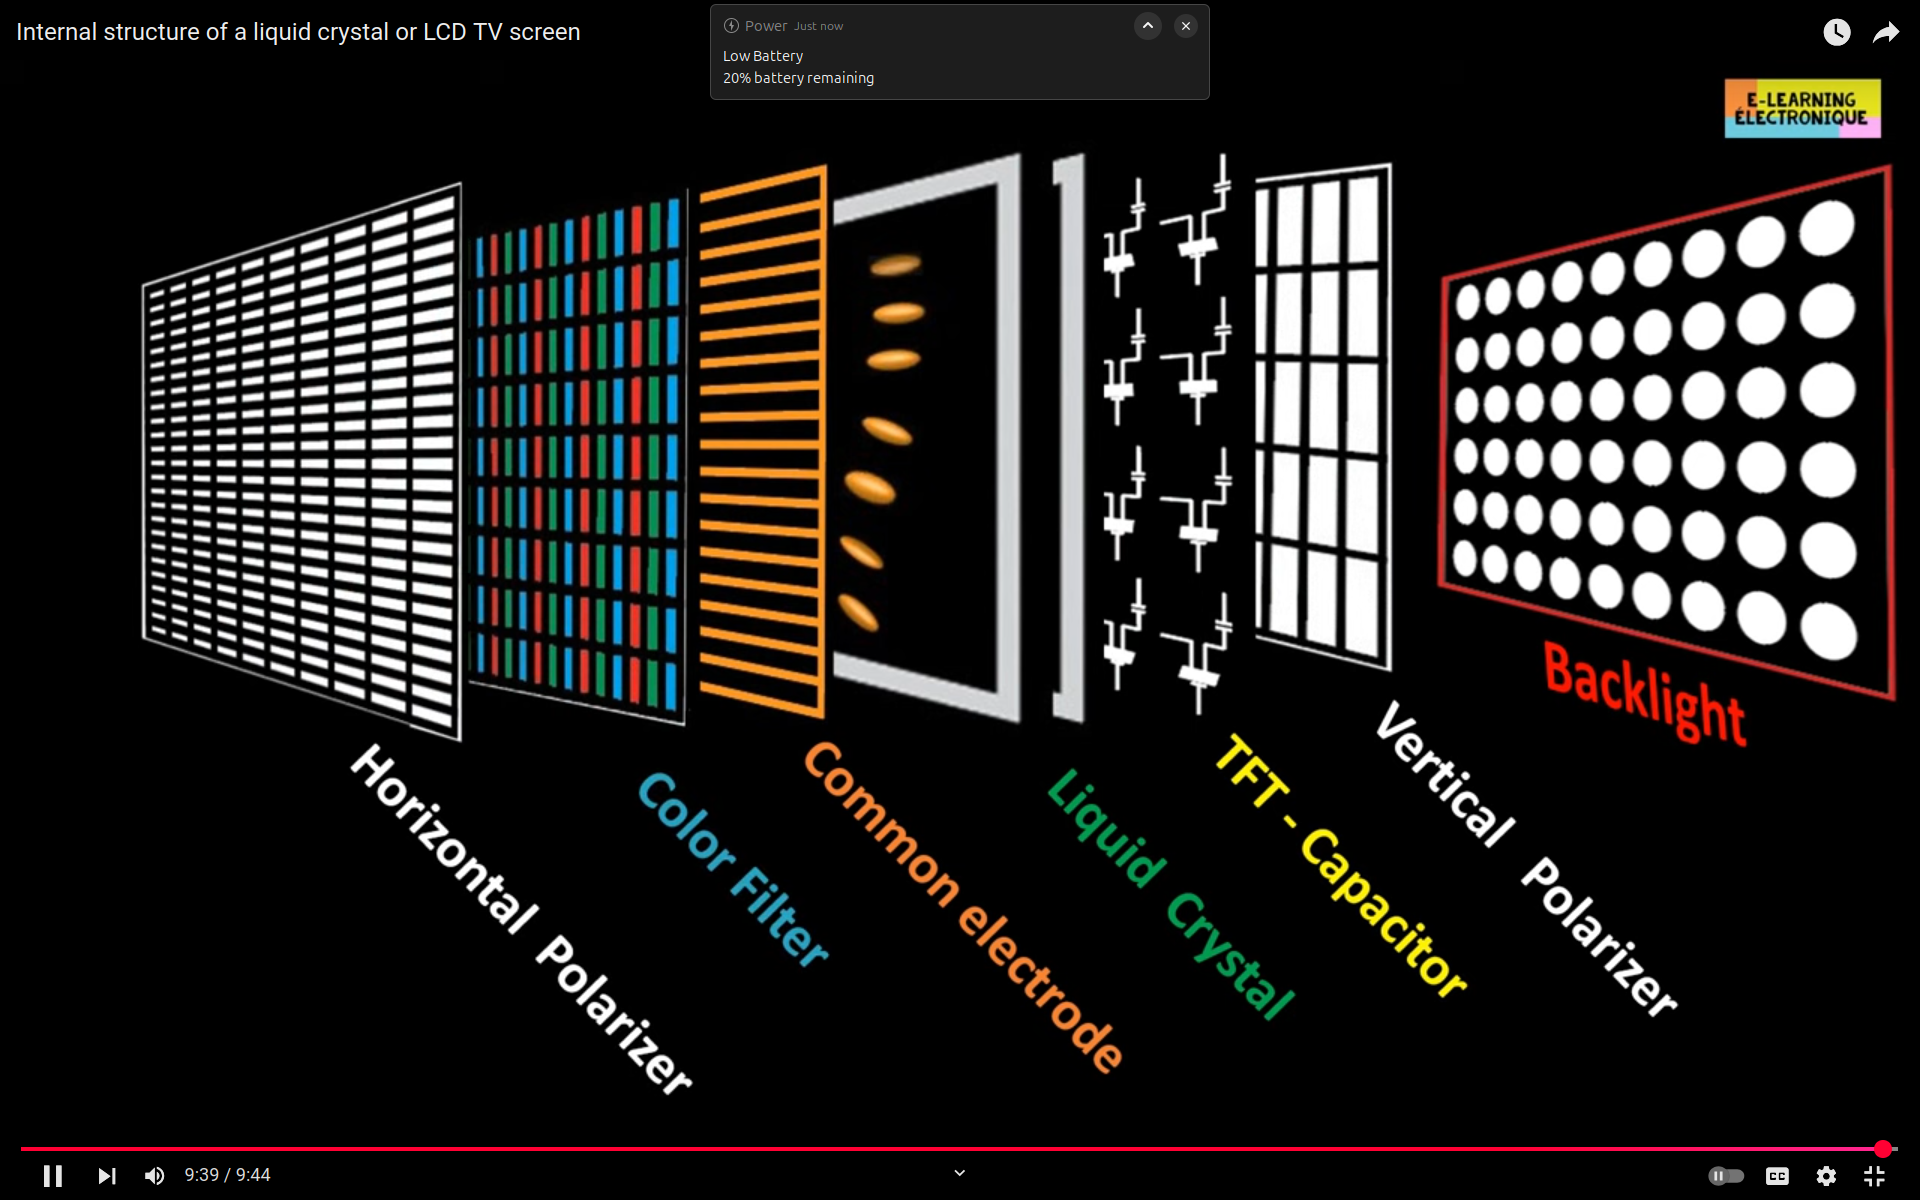 Internal structure of a liquid crystal or LCD TV screen
Power Just now
Low Battery
20% battery remaining
E-LEARNING
ÉLECTRONIQUE
Horizontal Polarizer
Color Filter
Common electrode
Liquid Crystal
TFT - Capacitor
Vertical Polarizer
Backlight
9:39 / 9:44
CC